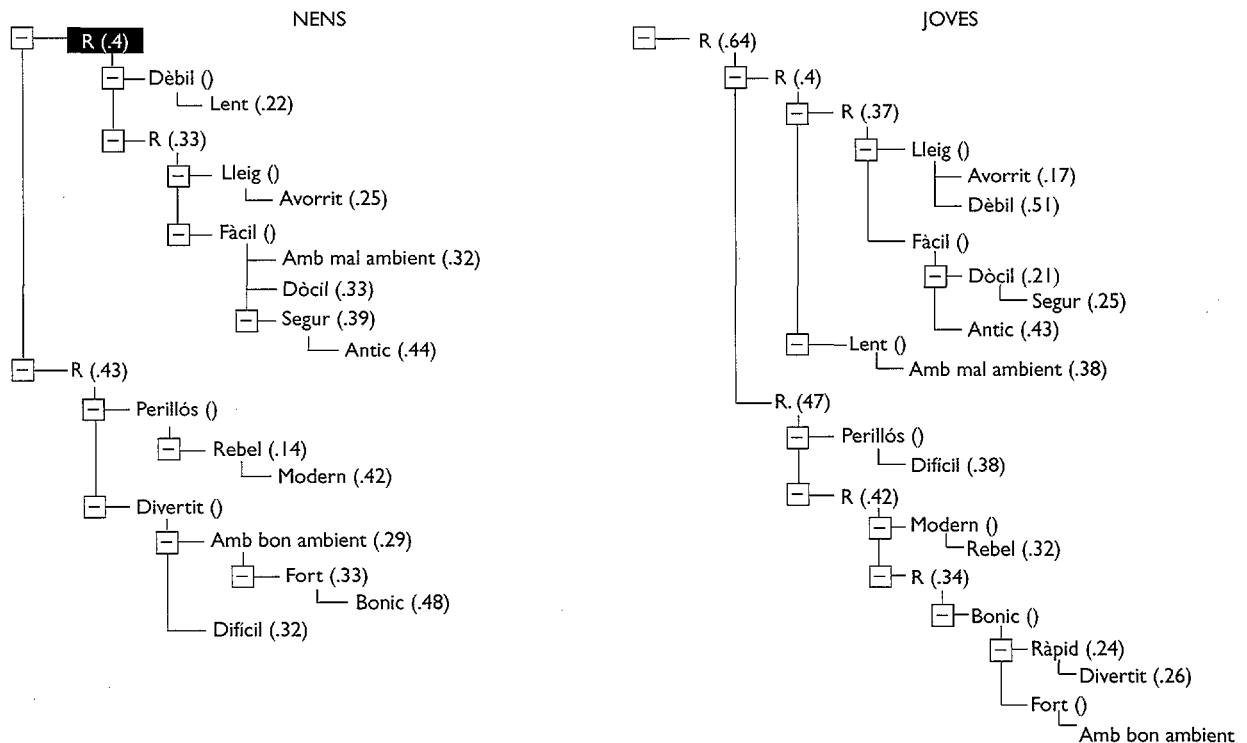 NENS
R (.4)
Dèbil ()
Lent (.22)
R (.33)
Lleig ()
Avorrit (.25)
Fàcil ()
Amb mal ambient (.32)
Dòcil (.33)
Segur (.39)
Antic (.44)
R (.43)
Perillós ()
Rebel (.14)
Modern (.42)
Divertit ()
Amb bon ambient (.29)
Fort (.33)
Bonic (.48)
Difícil (.32)
JOVES
R (.64)
R (.4)
R (.37)
Lleig ()
Avorrit (.17)
Dèbil (.51)
Fàcil ()
Dòcil (.21)
Segur (.25)
Antic (.43)
Lent ()
Amb mal ambient (.38)
R. (47)
Perillós ()
Difícil (.38)
R (.42)
Modern ()
Rebel (.32)
R (.34)
Bonic ()
Ràpid (.24)
Divertit (.26)
Fort ()
Amb bon ambient